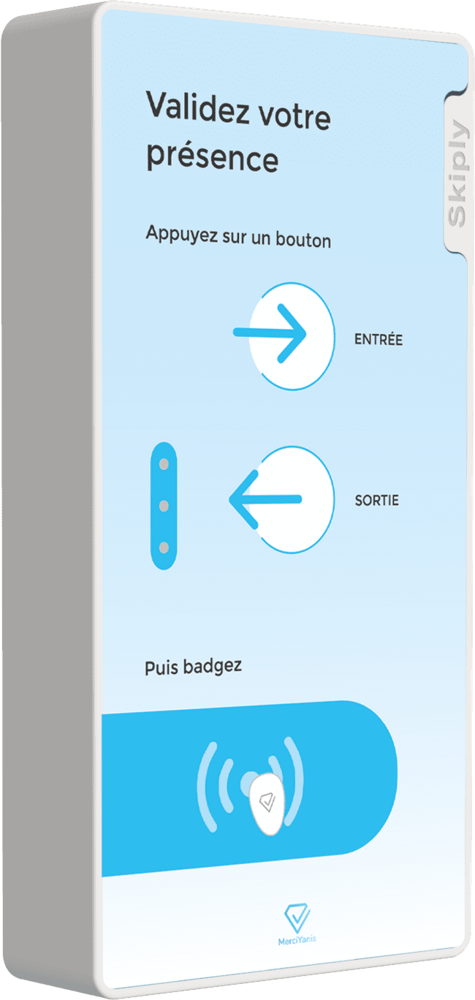 Validez votre
présence
Skiply
Appuyez sur un bouton
ENTRÉE
SORTIE
Puis badgez
MerciYanis